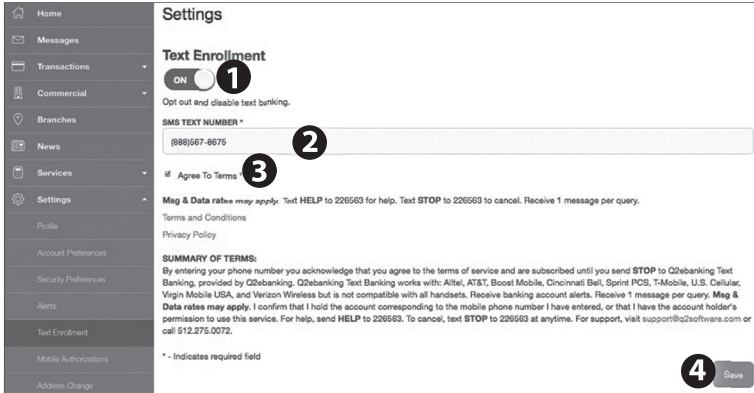 Home
Messages
Transactions
Commercial
Branches
News
Services
Settings
Profile
Account Preferences
Security Preferences
Alerts
Text Enrollment
Mobile Authorizations
Address Change
Settings
Text Enrollment
ON 1
Opt out and disable text banking.
SMS TEXT NUMBER *
(888)567-8675 2
Agree To Terms * 3
Msg & Data rates may apply. Text HELP to 226563 for help. Text STOP to 226563 to cancel. Receive 1 message per query.
Terms and Conditions
Privacy Policy
SUMMARY OF TERMS:
By entering your phone number you acknowledge that you agree to the terms of service and are subscribed until you send STOP to Q2ebanking Text
Banking, provided by Q2ebanking. Q2ebanking Text Banking works with: Alltel, AT&T, Boost Mobile, Cincinnati Bell, Sprint PCS, T-Mobile, U.S. Cellular,
Virgin Mobile USA, and Verizon Wireless but is not compatible with all handsets. Receive banking account alerts. Receive 1 message per query. Msg &
Data rates may apply. I confirm that I hold the account corresponding to the mobile phone number I have entered, or that I have the account holder's
permission to use this service. For help, send HELP to 226563. To cancel, text STOP to 226563 at anytime. For support, visit support@q2software.com or
call 512.275.0072.
* - Indicates required field
4 Save